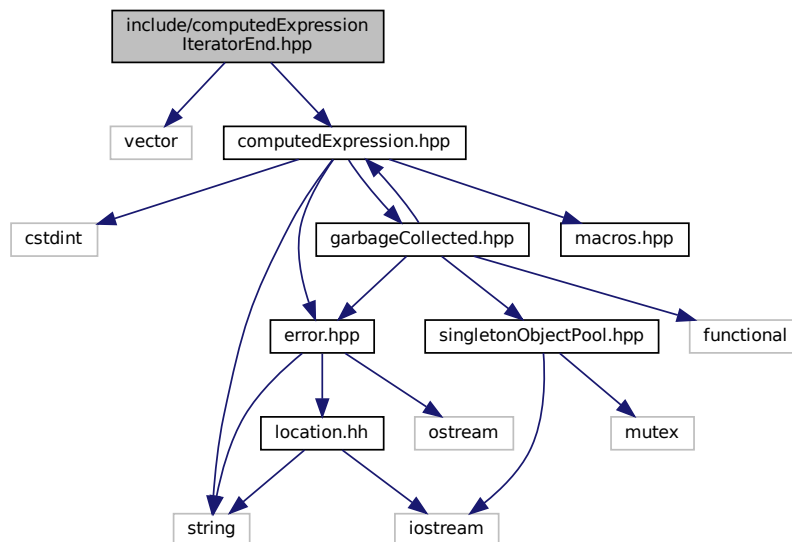 include/computedExpression
IteratorEnd.hpp
vector
computedExpression.hpp
cstdint
garbageCollected.hpp
macros.hpp
error.hpp
singletonObjectPool.hpp
functional
location.hh
ostream
mutex
string
iostream